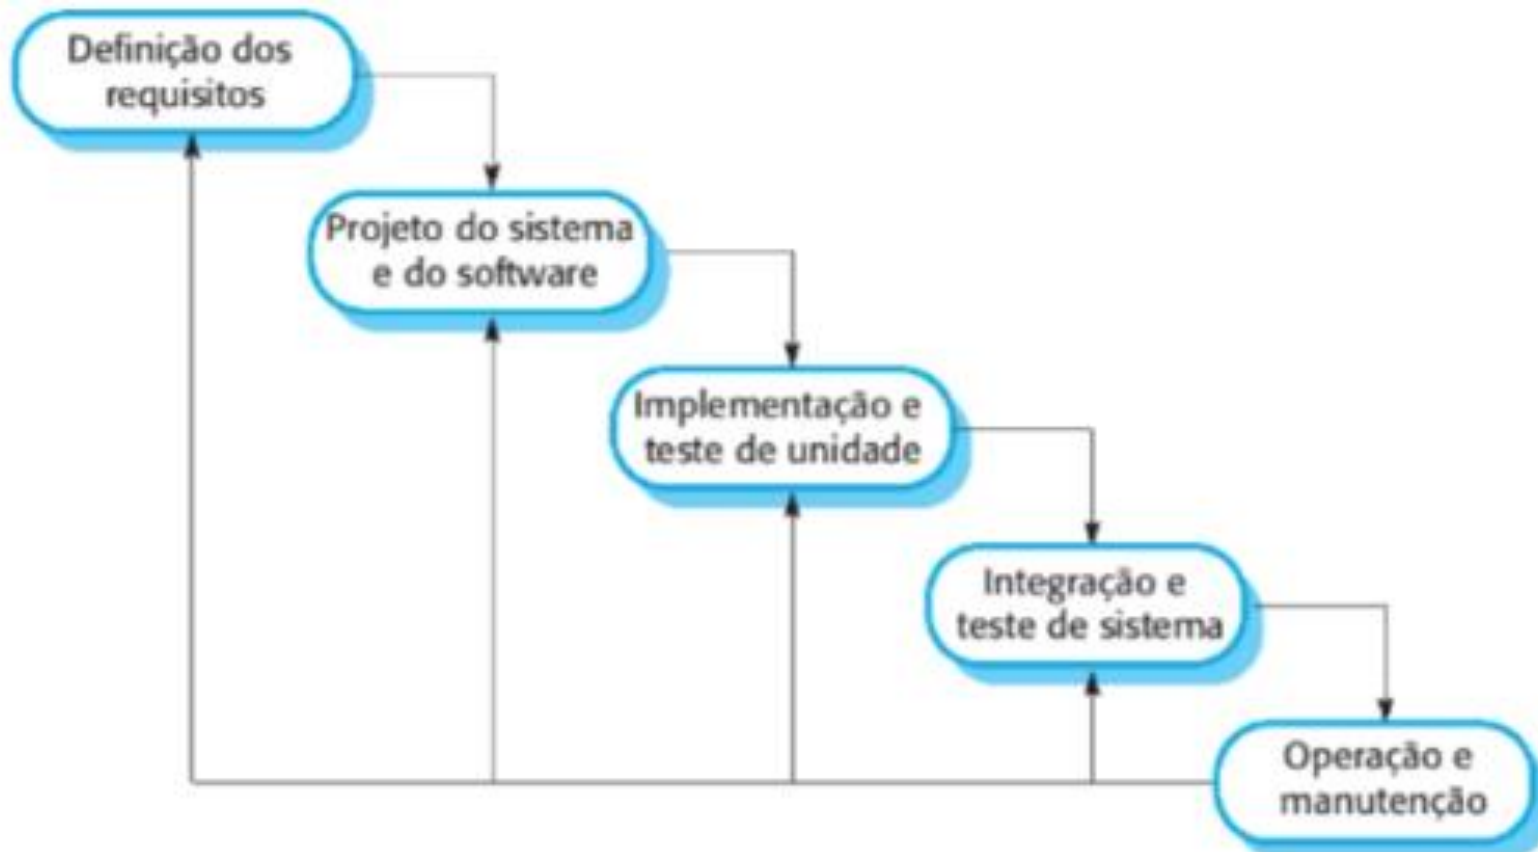 Definição dos
requisitos
Projeto do sistema
e do software
Implementação e
teste de unidade
Integração e
teste de sistema
Operação e
manutenção